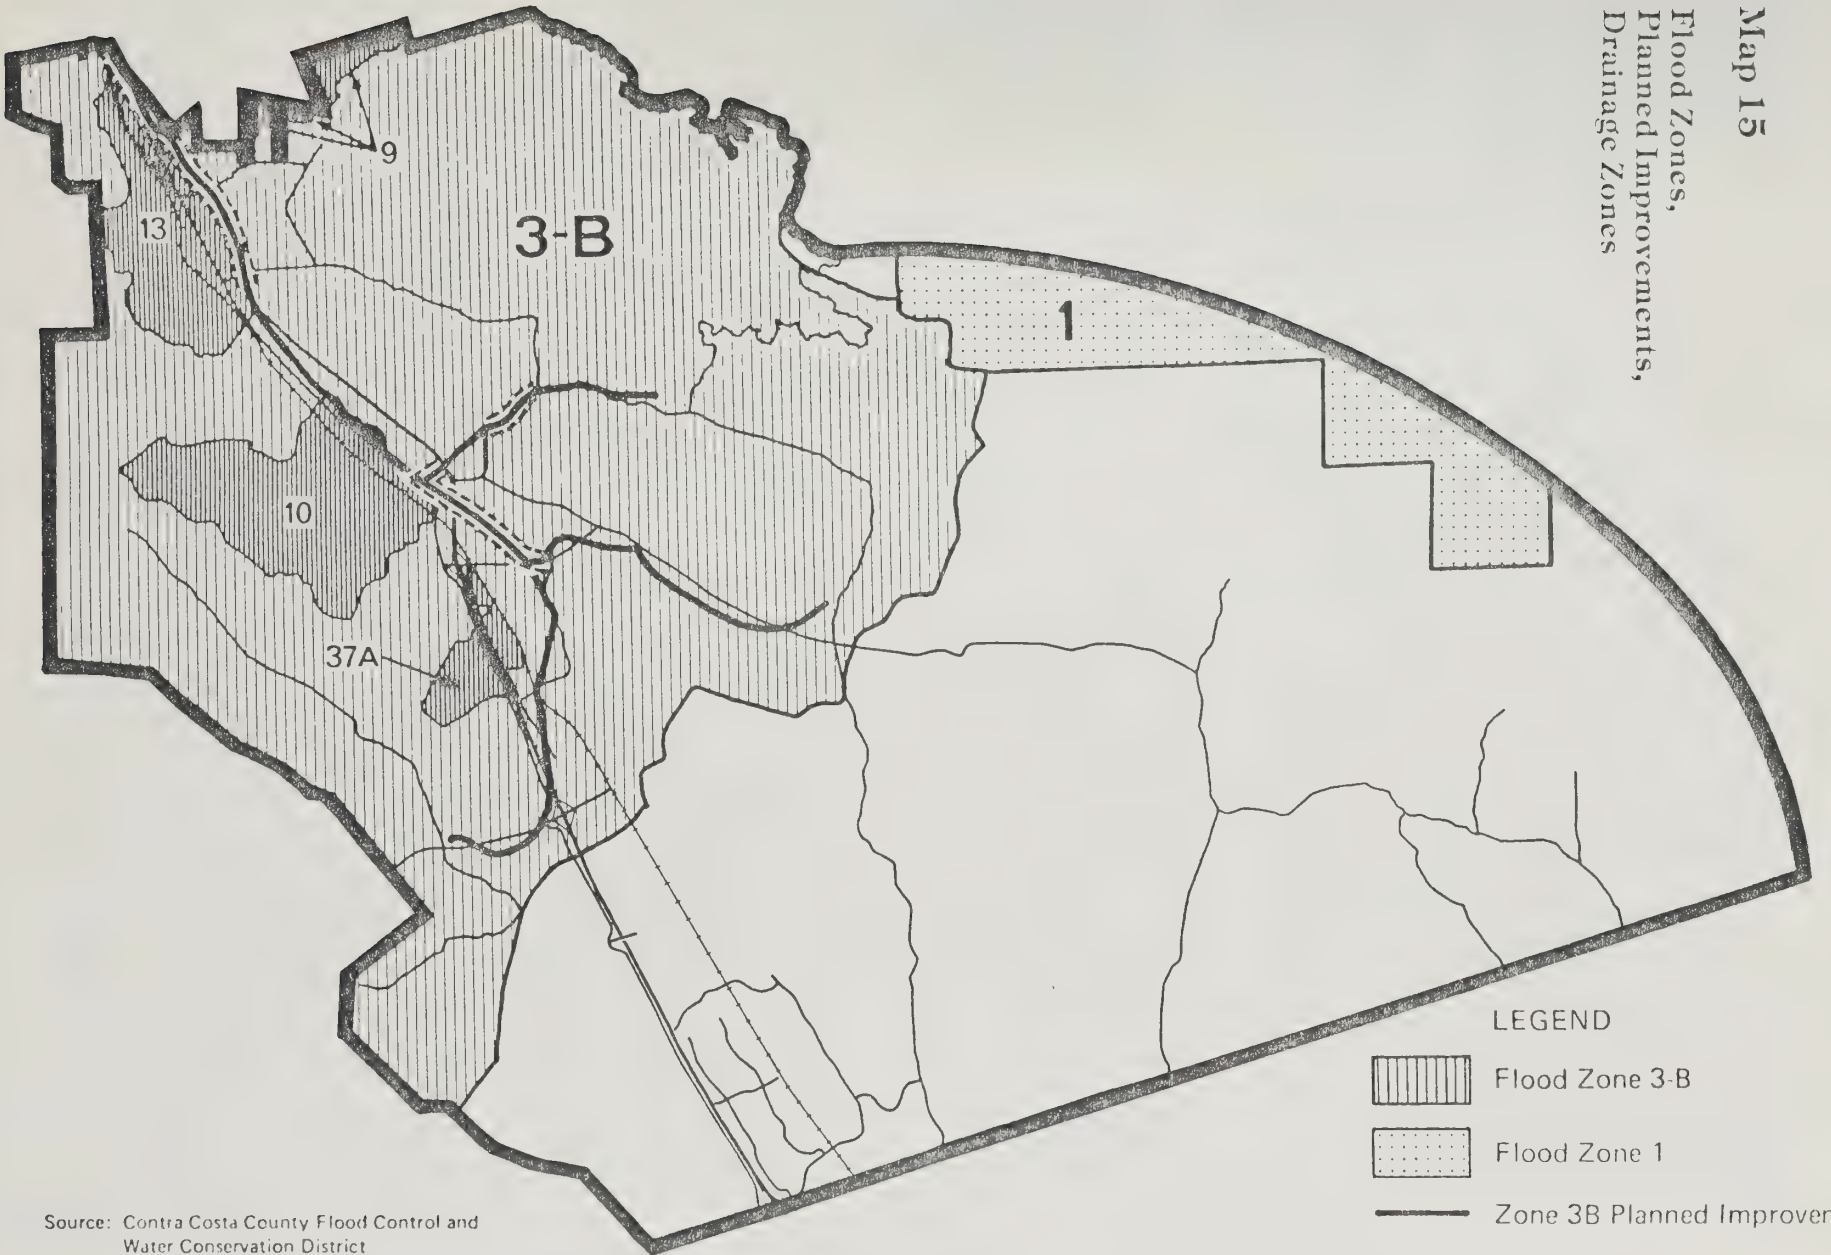 Map 15
Flood Zones,
Planned Improvements,
Drainage Zones
9
13
3-B
1
10
37A
LEGEND
Flood Zone 3-B
Flood Zone 1
Zone 3B Planned
Source: Contra Costa County Flood Control and
Water Conservation District